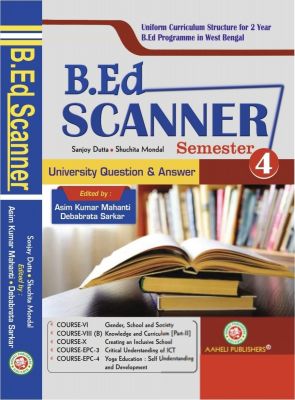 B.Ed Scanner
Sanjoy Dutta • Shuchita Mondal
Edited by :
Asim Kumar Mahanti • Debabrata Sarkar
Uniform Curriculum Structure for 2 Year
B.Ed Programme in West Bengal
B.Ed
SCANNER
Sanjoy Dutta • Shuchita Mondal
Semester 4
University Question & Answer
Edited by :
Asim Kumar Mahanti
Debabrata Sarkar
COURSE-VI Gender, School and Society
COURSE-VIII (B) Knowledge and Curriculum [Part-II]
COURSE-X Creating an Inclusive School
COURSE-EPC-3 Critical Understanding of ICT
COURSE-EPC-4 Yoga Education : Self Understanding
and Development
AAHELI PUBLISHERS®